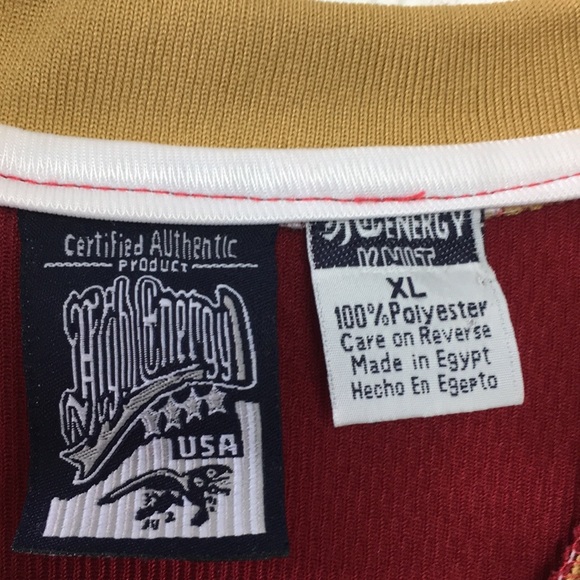 Certified Authentic
PRODUCT
High Energy
USA
ENERGY
KNIT
XL
100% Polyester
Care on Reverse
Made in Egypt
Hecho En Egepto